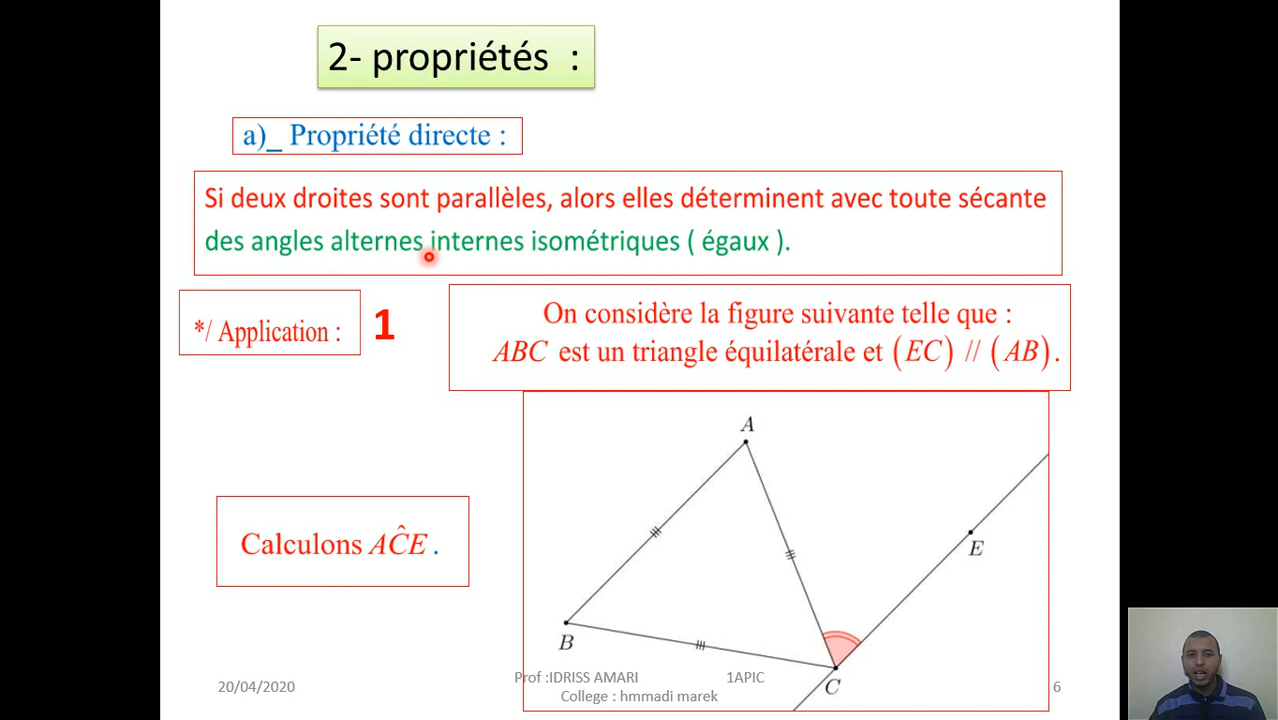 2- propriétés :
a)_ Propriété directe :
Si deux droites sont parallèles, alors elles déterminent avec toute sécante
des angles alternes internes isométriques ( égaux ).
*/ Application :
1
On considère la figure suivante telle que :
ABC est un triangle équilatérale et (EC) // (AB).
A
E
Calculons AĈE .
B
C
20/04/2020
Prof :IDRISS AMARI 1APIC
College : hmmadi marek
6